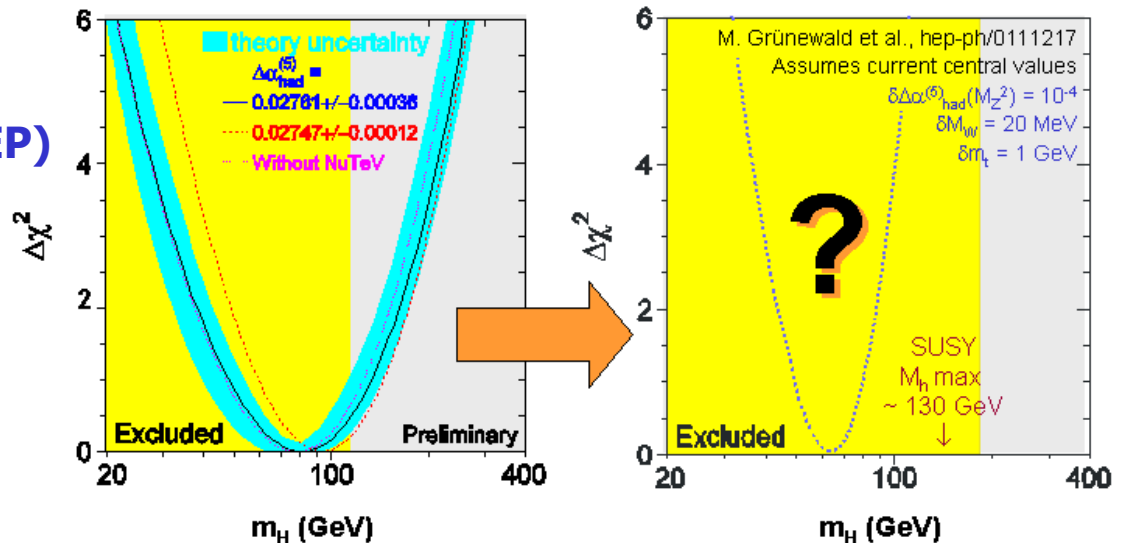 EP)
6
4
2
0
Δχ²
theory uncertainty
Δα(5)had =
0.02761+/-0.00036
0.02747+/-0.00012
Without NuTeV
Excluded
Preliminary
20
100
400
mH (GeV)
6
4
2
0
Δχ²
M. Grünewald et al., hep-ph/0111217
Assumes current central values
δΔα(5)had(MZ²) = 10-4
δMW = 20 MeV
δmt = 1 GeV
?
SUSY
Mh max
~ 130 GeV
Excluded
20
100
400
mH (GeV)